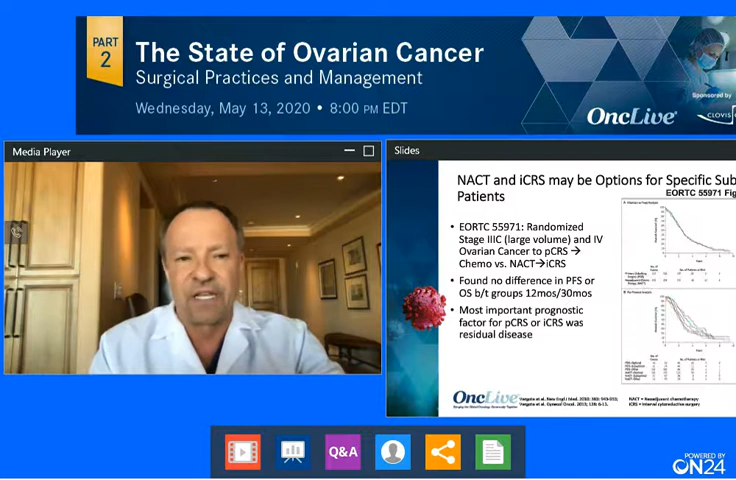 PART
2
The State of Ovarian Cancer
Surgical Practices and Management
Wednesday, May 13, 2020 • 8:00 PM EDT
Sponsored by
OncLive®
CLOVIS
Media Player
Slides
NACT and iCRS may be Options for Specific Sub
Patients
EORTC 55971 Fig
• EORTC 55971: Randomized
Stage IIIC (large volume) and IV
Ovarian Cancer to pCRS →
Chemo vs. NACT→iCRS
• Found no difference in PFS or
OS b/t groups 12mos/30mos
• Most important prognostic
factor for pCRS or iCRS was
residual disease
OncLive®
NACT = Neoadjuvant chemotherapy
iCRS = Interval cytoreductive surgery
Q&A
POWERED BY
ON24